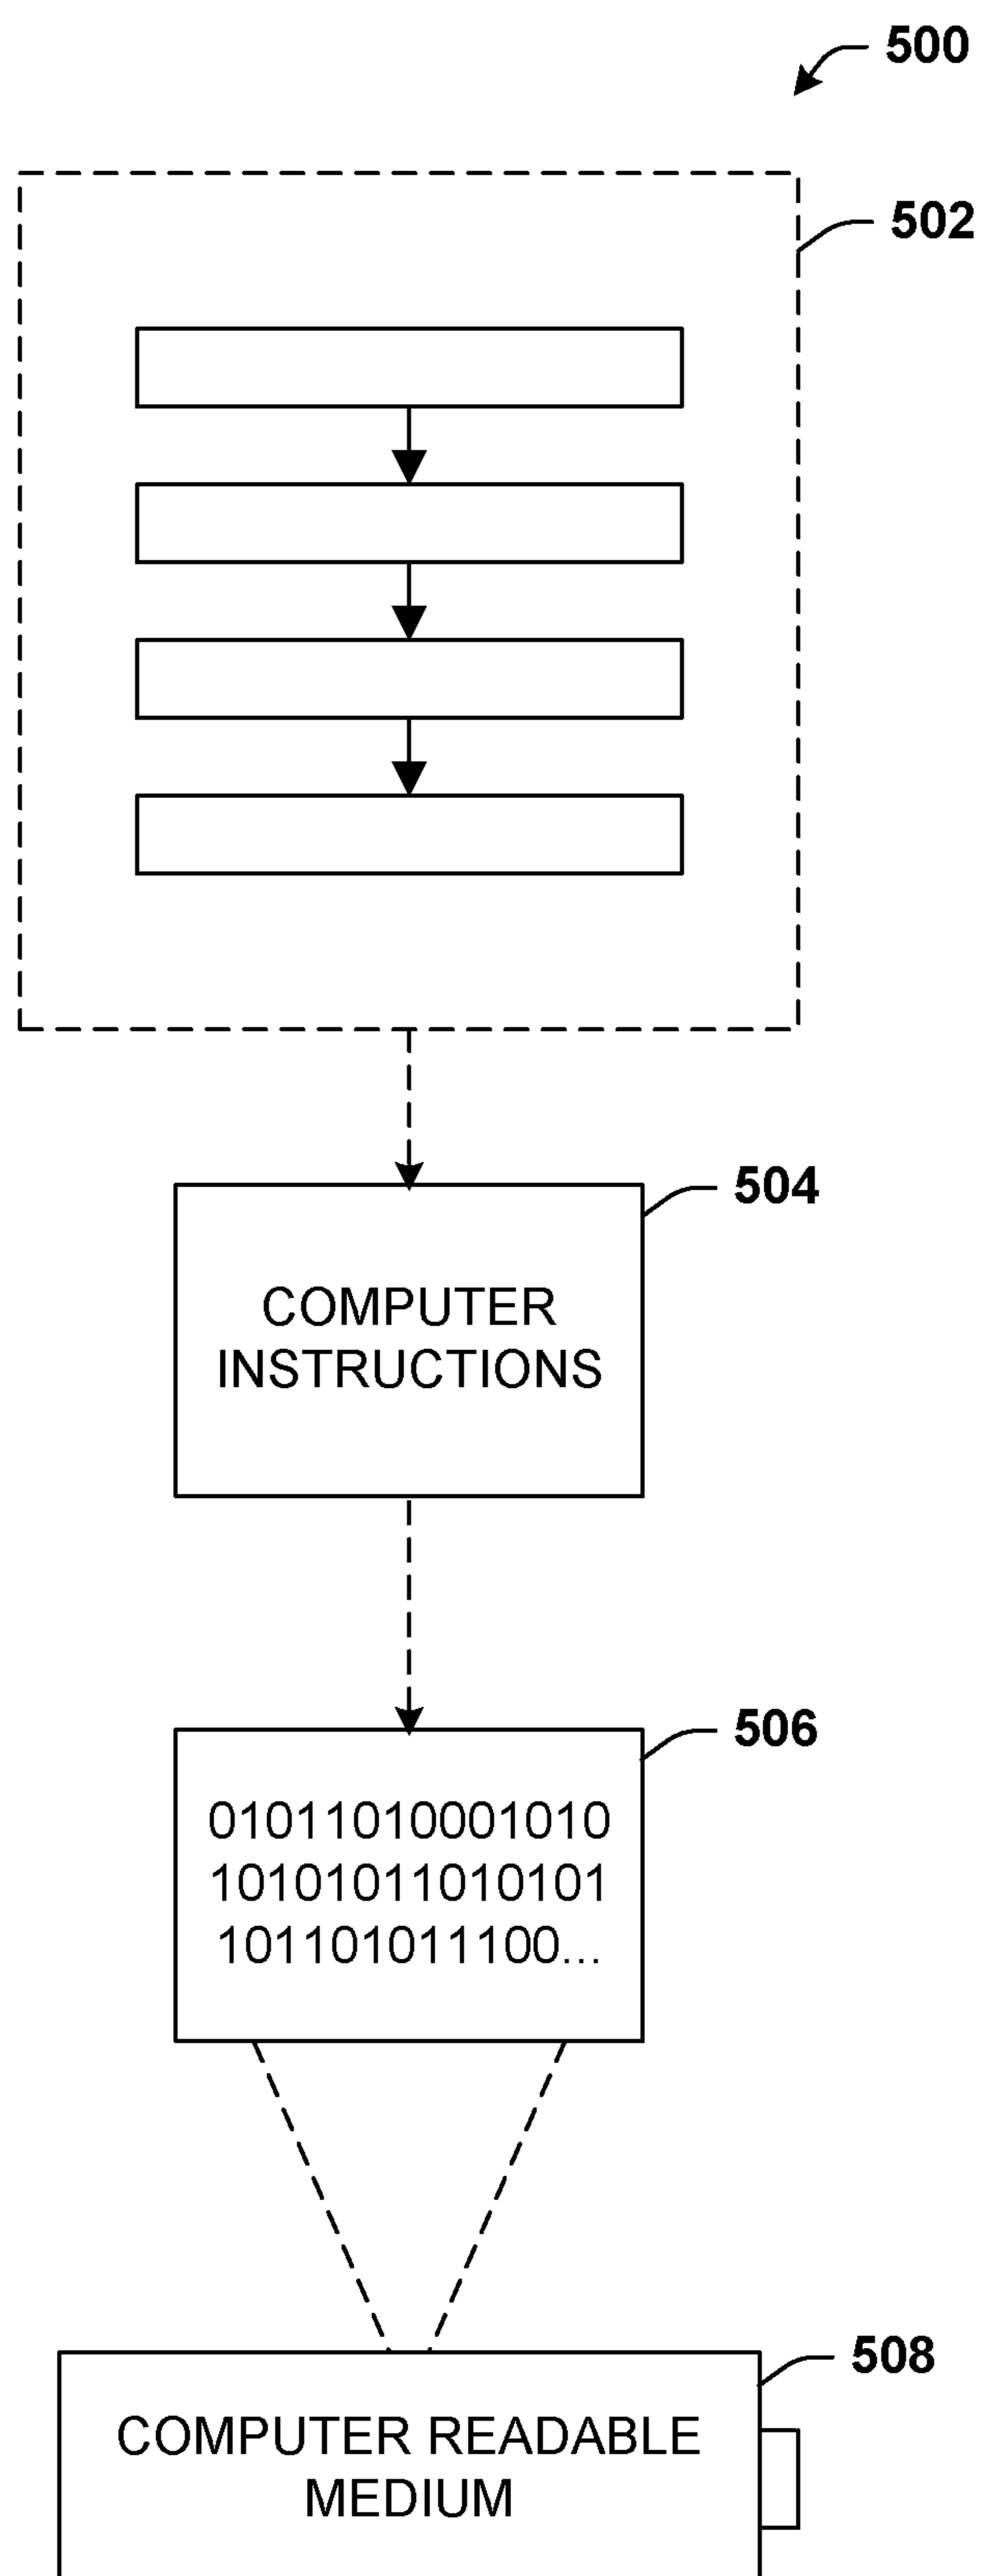 500
502
504
COMPUTER
INSTRUCTIONS
506
01011010001010
10101011010101
101101011100...
508
COMPUTER READABLE
MEDIUM